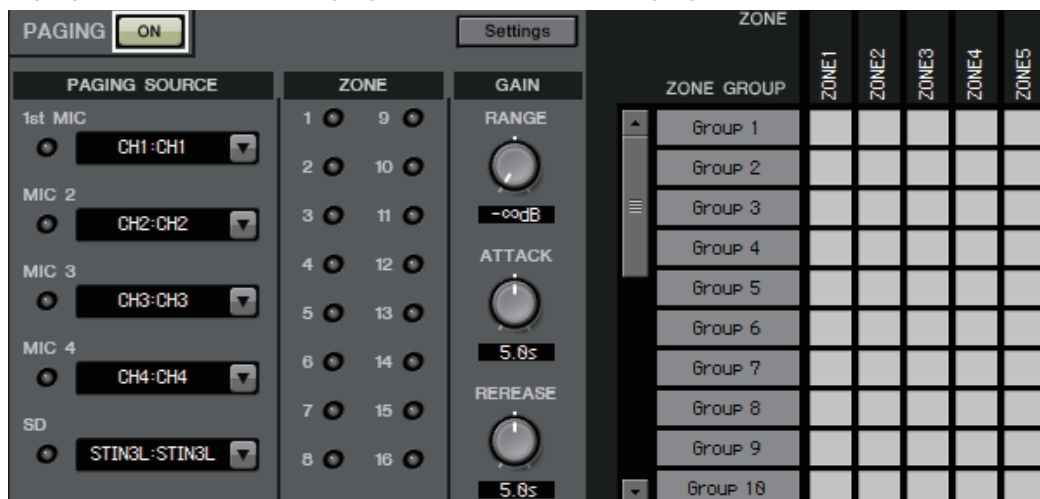 PAGING ON
Settings
PAGING SOURCE
1st MIC
CH1:CH1
MIC 2
CH2:CH2
MIC 3
CH3:CH3
MIC 4
CH4:CH4
SD
STIN3L:STIN3L
ZONE
1 9
2 10
3 11
4 12
5 13
6 14
7 15
8 16
GAIN
RANGE
-∞dB
ATTACK
5.0s
REREASE
5.0s
ZONE
ZONE GROUP
ZONE1
ZONE2
ZONE3
ZONE4
ZONE5
Group 1
Group 2
Group 3
Group 4
Group 5
Group 6
Group 7
Group 8
Group 9
Group 10